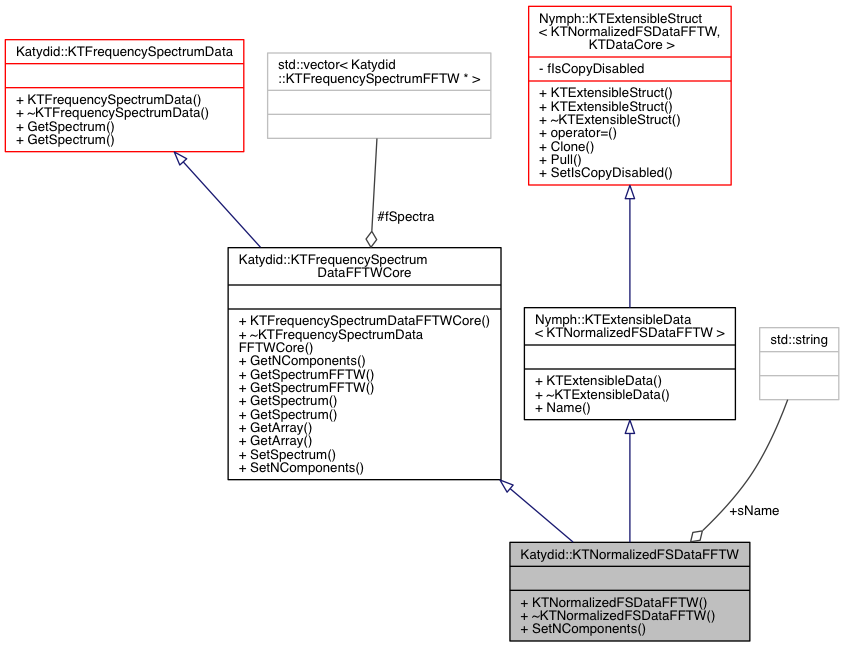 Katydid::KTFrequencySpectrumData
+ KTFrequencySpectrumData()
+ ~KTFrequencySpectrumData()
+ GetSpectrum()
+ GetSpectrum()
std::vector< Katydid
::KTFrequencySpectrumFFTW * >
Nymph::KTExtensibleStruct
< KTNormalizedFSDataFFTW,
KTDataCore >
- fIsCopyDisabled
+ KTExtensibleStruct()
+ KTExtensibleStruct()
+ ~KTExtensibleStruct()
+ operator=()
+ Clone()
+ Pull()
+ SetIsCopyDisabled()
#fSpectra
Katydid::KTFrequencySpectrum
DataFFTWCore
+ KTFrequencySpectrumDataFFTWCore()
+ ~KTFrequencySpectrumData
FFTWCore()
+ GetNComponents()
+ GetSpectrumFFTW()
+ GetSpectrumFFTW()
+ GetSpectrum()
+ GetSpectrum()
+ GetArray()
+ GetArray()
+ SetSpectrum()
+ SetNComponents()
Nymph::KTExtensibleData
< KTNormalizedFSDataFFTW >
+ KTExtensibleData()
+ ~KTExtensibleData()
+ Name()
std::string
+sName
Katydid::KTNormalizedFSDataFFTW
+ KTNormalizedFSDataFFTW()
+ ~KTNormalizedFSDataFFTW()
+ SetNComponents()